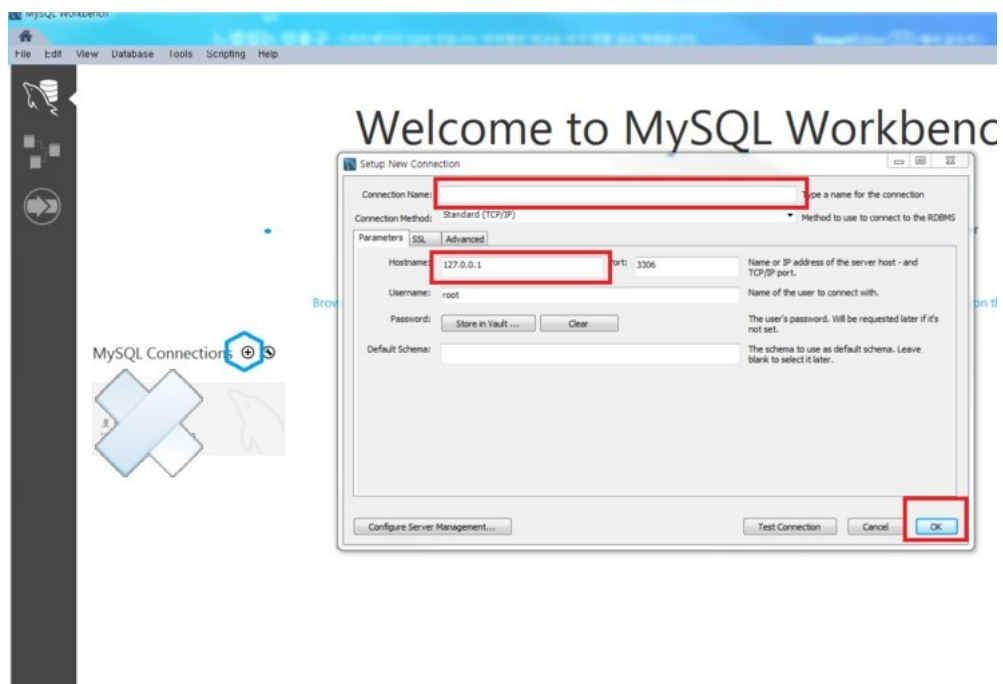 MySQL Workbench
File Edit View Database Tools Scripting Help
Welcome to MySQL Workbenc
Setup New Connection
Connection Name: Type a name for the connection
Connection Method: Standard (TCP/IP) Method to use to connect to the RDBMS
Parameters SSL Advanced
Hostname: 127.0.0.1 Port: 3306 Name or IP address of the server host - and
TCP/IP port.
Username: root Name of the user to connect with.
Password: Store in Vault ... Clear The user's password. Will be requested later if it's
not set.
Default Schema: The schema to use as default schema. Leave
blank to select it later.
Brow
on th
MySQL Connections
Configure Server Management... Test Connection Cancel OK